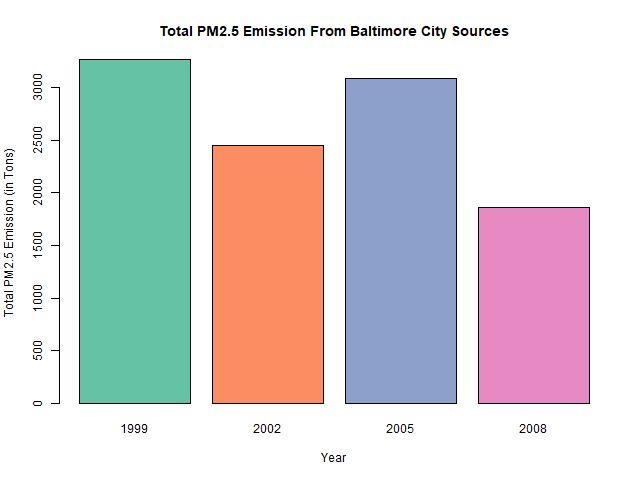 Total PM2.5 Emission From Baltimore City Sources
Total PM2.5 Emission (in Tons)
3000
2500
2000
1500
1000
500
0
1999 2002 2005 2008
Year